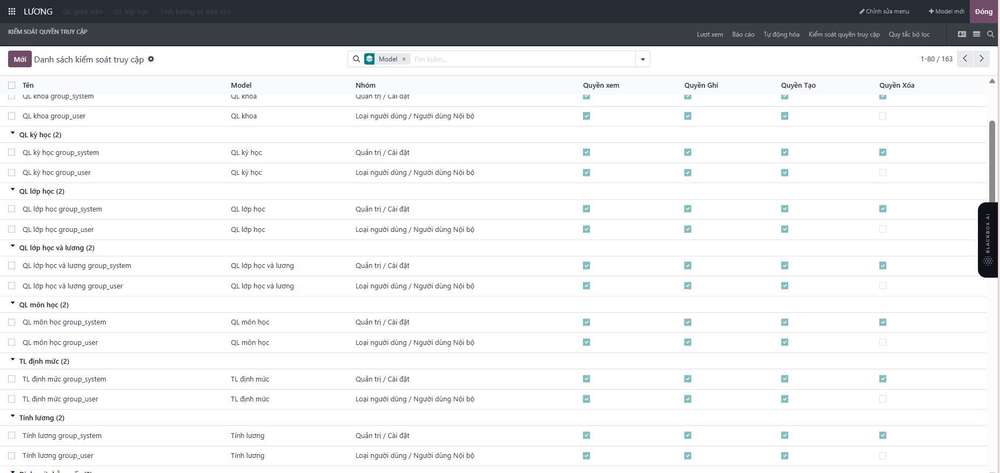 LƯƠNG QL giáo viên QL lớp học Tính lương và Báo cáo Chỉnh sửa menu Model mới Đóng
KIỂM SOÁT QUYỀN TRUY CẬP Lượt xem Báo cáo Tự động hóa Kiểm soát quyền truy cập Quy tắc bộ lọc
Mới Danh sách kiểm soát truy cập Model × Tìm kiếm... 1-80 / 163
Tên Model Nhóm Quyền xem Quyền Ghi Quyền Tạo Quyền Xóa
QL khoa group_system QL khoa Quản trị / Cài đặt
QL khoa group_user QL khoa Loại người dùng / Người dùng Nội bộ
QL kỳ học (2)
QL kỳ học group_system QL kỳ học Quản trị / Cài đặt
QL kỳ học group_user QL kỳ học Loại người dùng / Người dùng Nội bộ
QL lớp học (2)
QL lớp học group_system QL lớp học Quản trị / Cài đặt
QL lớp học group_user QL lớp học Loại người dùng / Người dùng Nội bộ
QL lớp học và lương (2)
QL lớp học và lương group_system QL lớp học và lương Quản trị / Cài đặt
QL lớp học và lương group_user QL lớp học và lương Loại người dùng / Người dùng Nội bộ
QL môn học (2)
QL môn học group_system QL môn học Quản trị / Cài đặt
QL môn học group_user QL môn học Loại người dùng / Người dùng Nội bộ
TL định mức (2)
TL định mức group_system TL định mức Quản trị / Cài đặt
TL định mức group_user TL định mức Loại người dùng / Người dùng Nội bộ
Tính lương (2)
Tính lương group_system Tính lương Quản trị / Cài đặt
Tính lương group_user Tính lương Loại người dùng / Người dùng Nội bộ
BLACKBOX AI